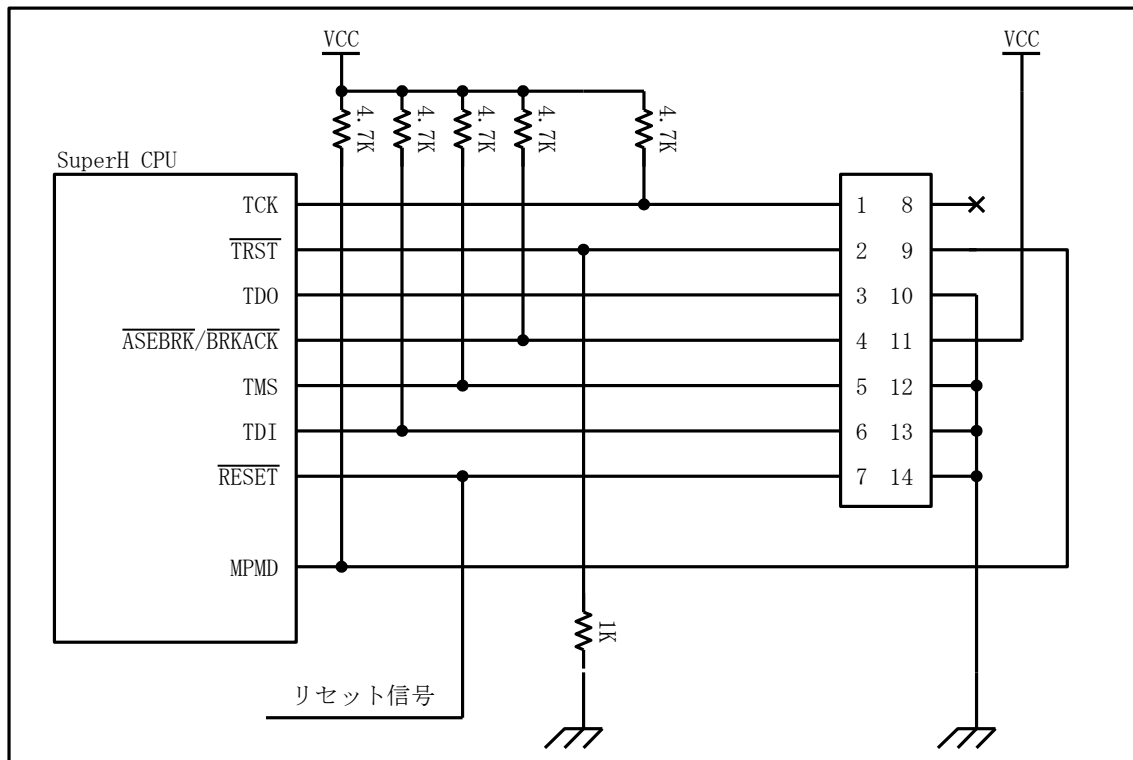 VCC
VCC
4.7K
4.7K
4.7K
4.7K
4.7K
SuperH CPU
TCK
1 8
TRST
2 9
TDO
3 10
ASEBRK/BRKACK
4 11
TMS
5 12
TDI
6 13
RESET
7 14
MPMD
1K
リセット信号